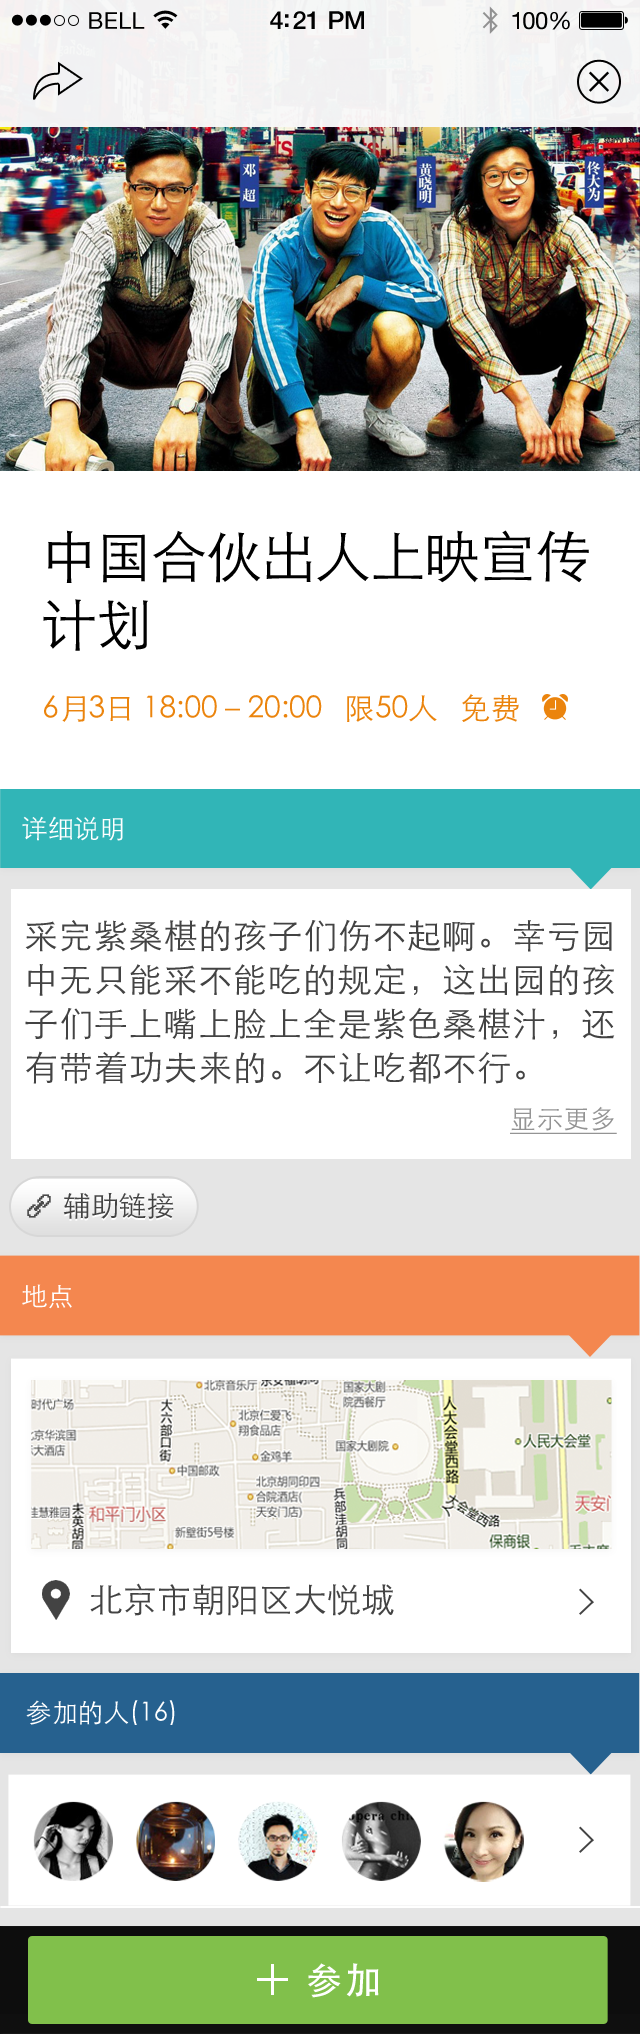 BELL 4:21 PM 100%
邓超
黄晓明
佟大为
中国合伙出人上映宣传
计划
6月3日 18:00 – 20:00 限50人 免费
详细说明
采完紫桑椹的孩子们伤不起啊。幸亏园
中无只能采不能吃的规定，这出园的孩
子们手上嘴上脸上全是紫色桑椹汁，还
有带着功夫来的。不让吃都不行。
显示更多
辅助链接
地点
北京音乐厅
国家大剧
院西餐厅
时代广场
大六部口街
北京仁爱飞
翔食品店
人大会堂西路
京华滨国
大酒店
国家大剧院
人民大会堂
金鸡羊
中国邮政
北京胡同印四
合院酒店(
天安门店)
兵部洼胡同
佳慧雅园
未英胡同
和平门小区
大会堂西路
天安门
新壁街5号楼
保商银
北京市朝阳区大悦城
参加的人(16)
pera chi
参加